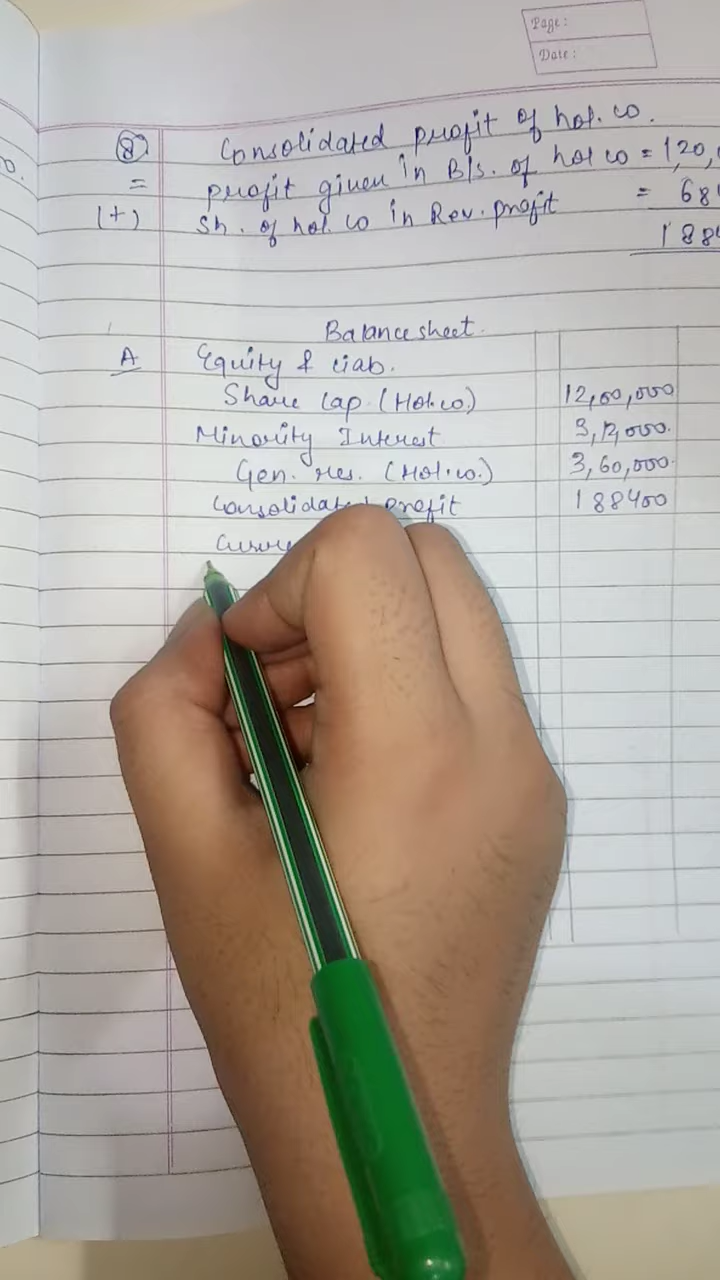 Page:
Date:
⑧ Consolidated profit of hol. co.
= profit given in B/s. of hol co = 1,20,
(+) Sh. of hol. co in Rev. profit = 68
188
Balance sheet.
A Equity & Liab.
Share Cap. (Hol.co) 12,00,000
Minority Interest 3,12,000.
Gen. res. (Hol.co.) 3,60,000.
Consolidated profit 188400